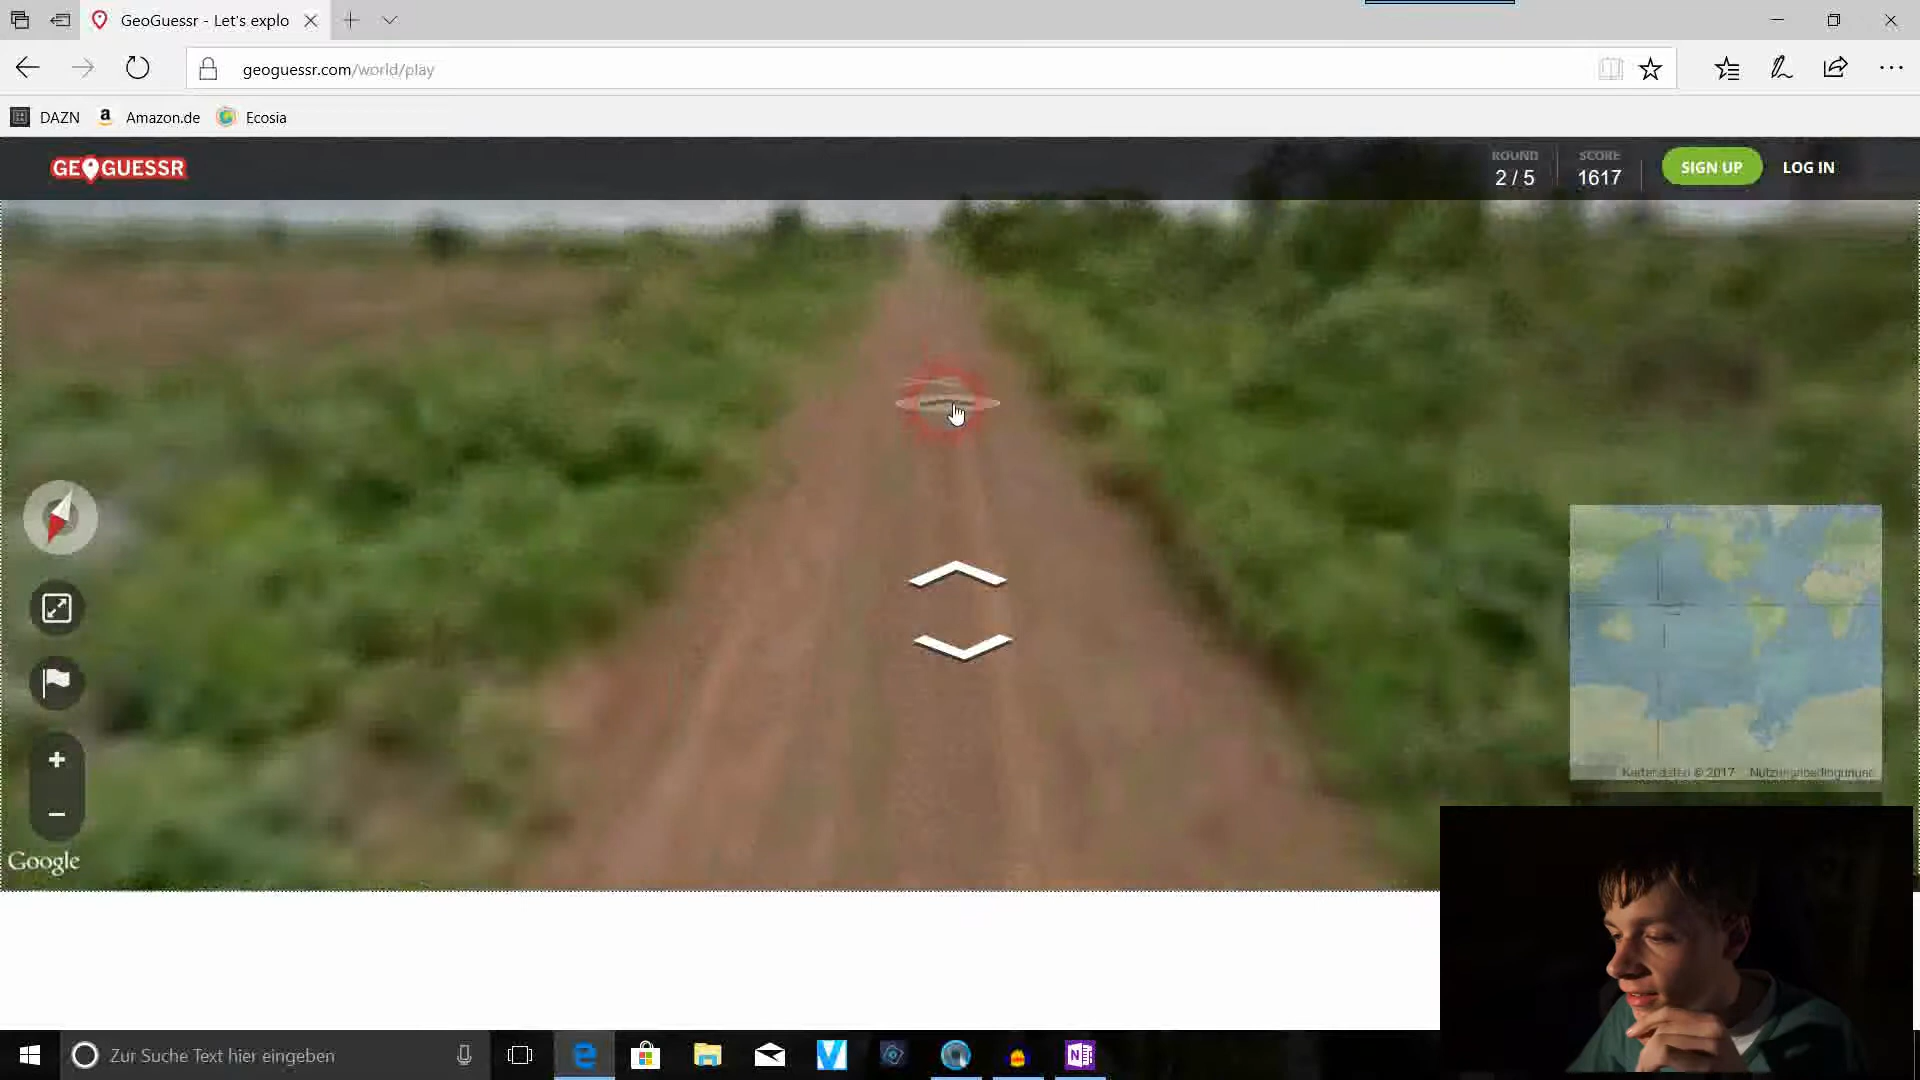 GeoGuessr - Let's explo
geoguessr.com/world/play
DAZN
Amazon.de
Ecosia
GEOGUESSR
ROUND
2 / 5
SCORE
1617
SIGN UP
LOG IN
Kartendaten © 2017 Nutzungsbedingungen
Google
Zur Suche Text hier eingeben